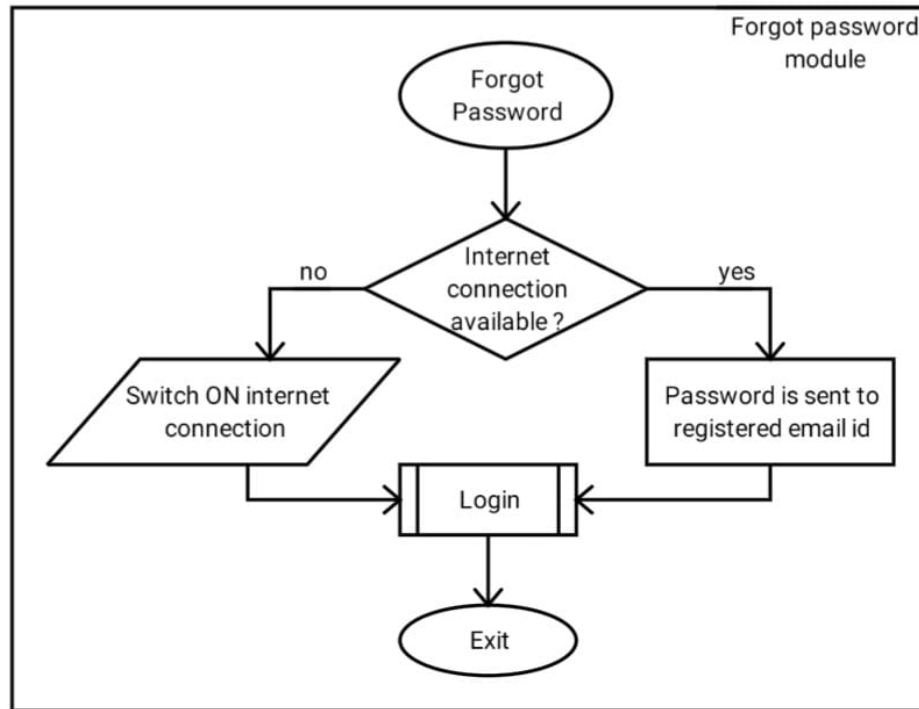 Forgot password
module
Forgot
Password
Internet
connection
available ?
no
yes
Switch ON internet
connection
Password is sent to
registered email id
Login
Exit